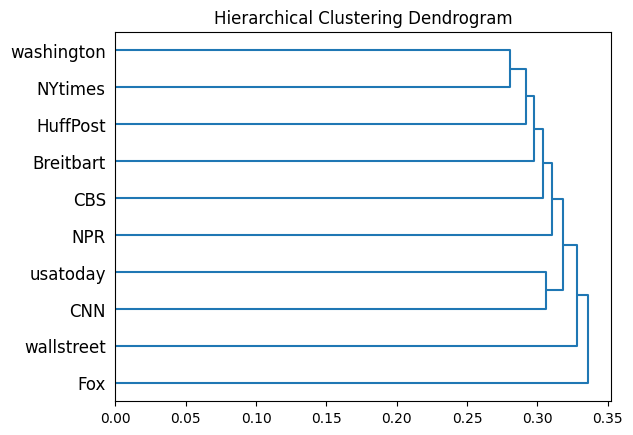 Hierarchical Clustering Dendrogram
washington
NYtimes
HuffPost
Breitbart
CBS
NPR
usatoday
CNN
wallstreet
Fox
0.00 0.05 0.10 0.15 0.20 0.25 0.30 0.35